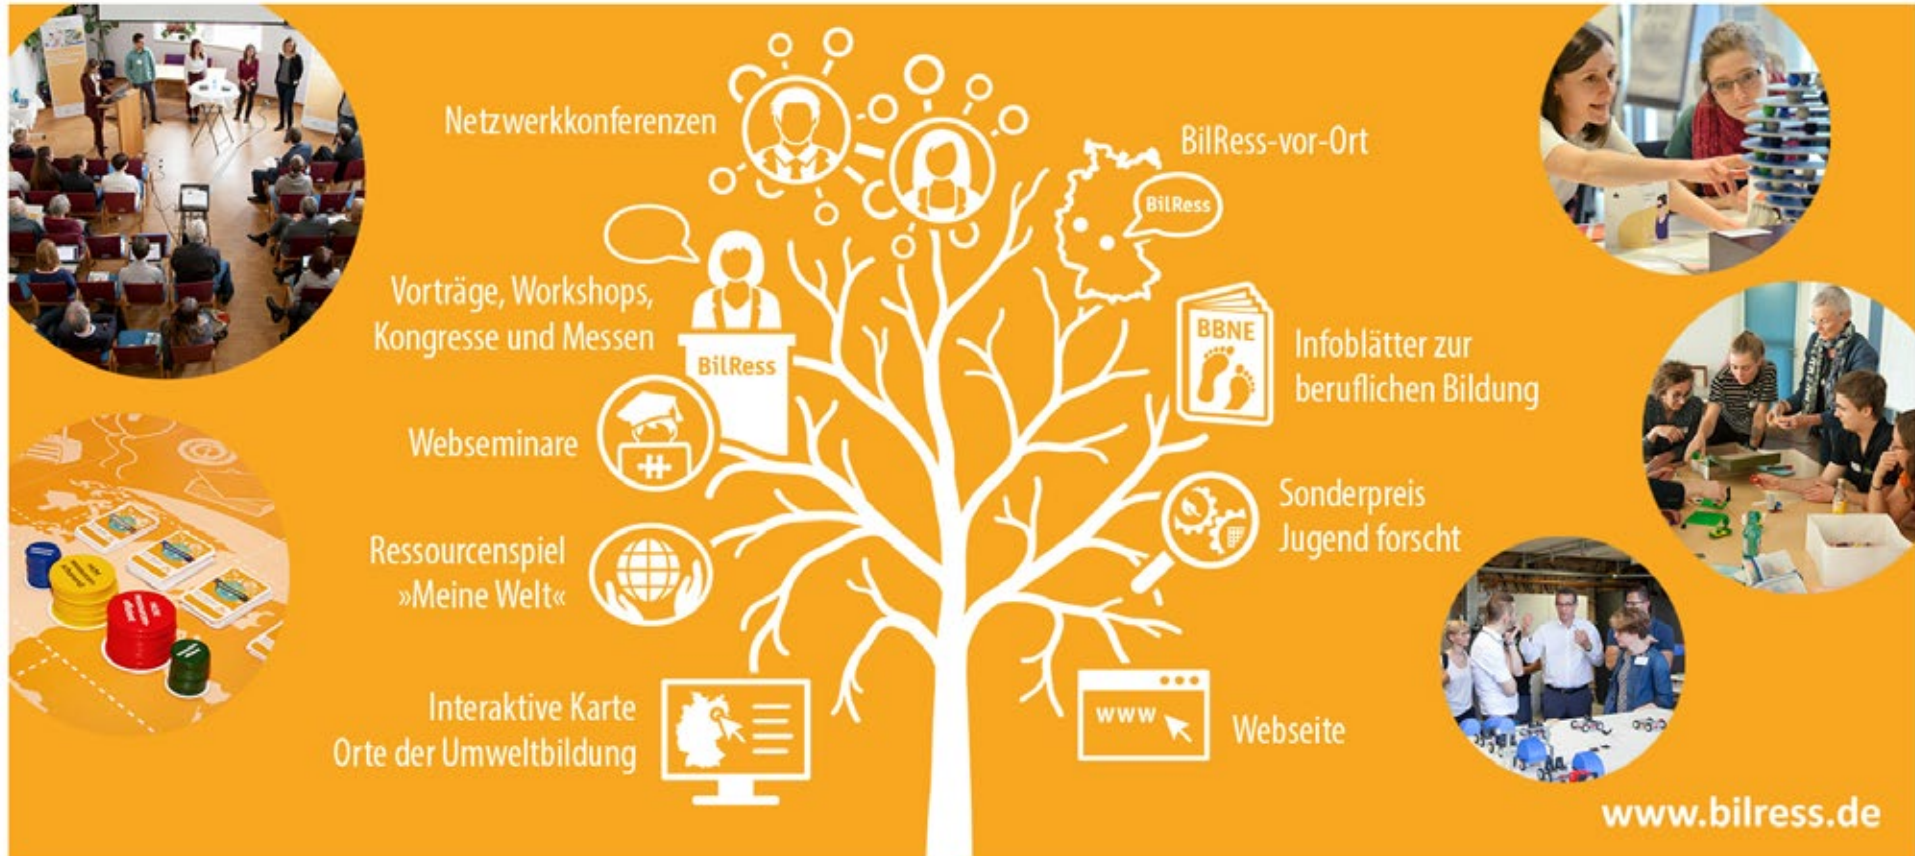 Netzwerkkonferenzen
BilRess-vor-Ort
BilRess
Vorträge, Workshops,
Kongresse und Messen
BilRess
BBNE
Infoblätter zur
beruflichen Bildung
Webseminare
Sonderpreis
Jugend forscht
Ressourcenspiel
»Meine Welt«
Interaktive Karte
Orte der Umweltbildung
www
Webseite
www.bilress.de